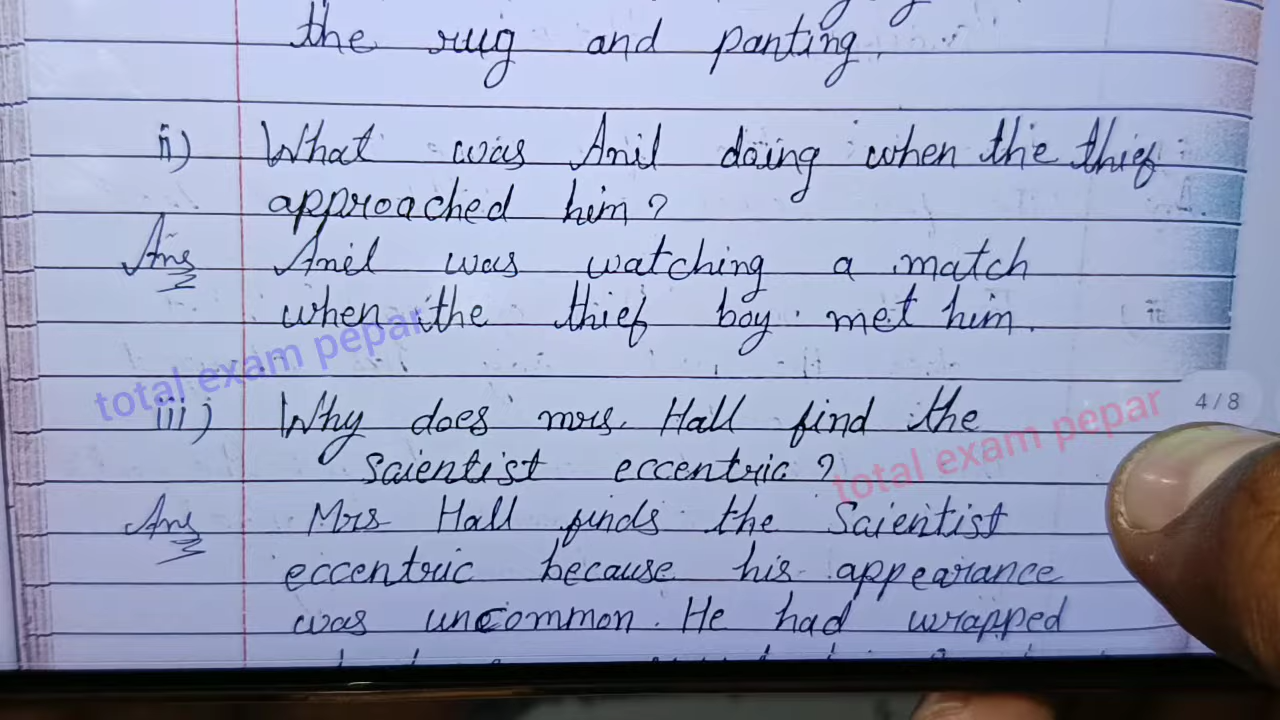 the rug and panting.
ii) What was Anil doing when the thief
approached him?
Ans Anil was watching a match
when the thief boy met him.
total exam pepar
iii) Why does mrs. Hall find the
Scientist eccentric?
total exam pepar
4/8
Ans Mrs Hall finds the Scientist
eccentric because his appearance
was uncommon. He had wrapped